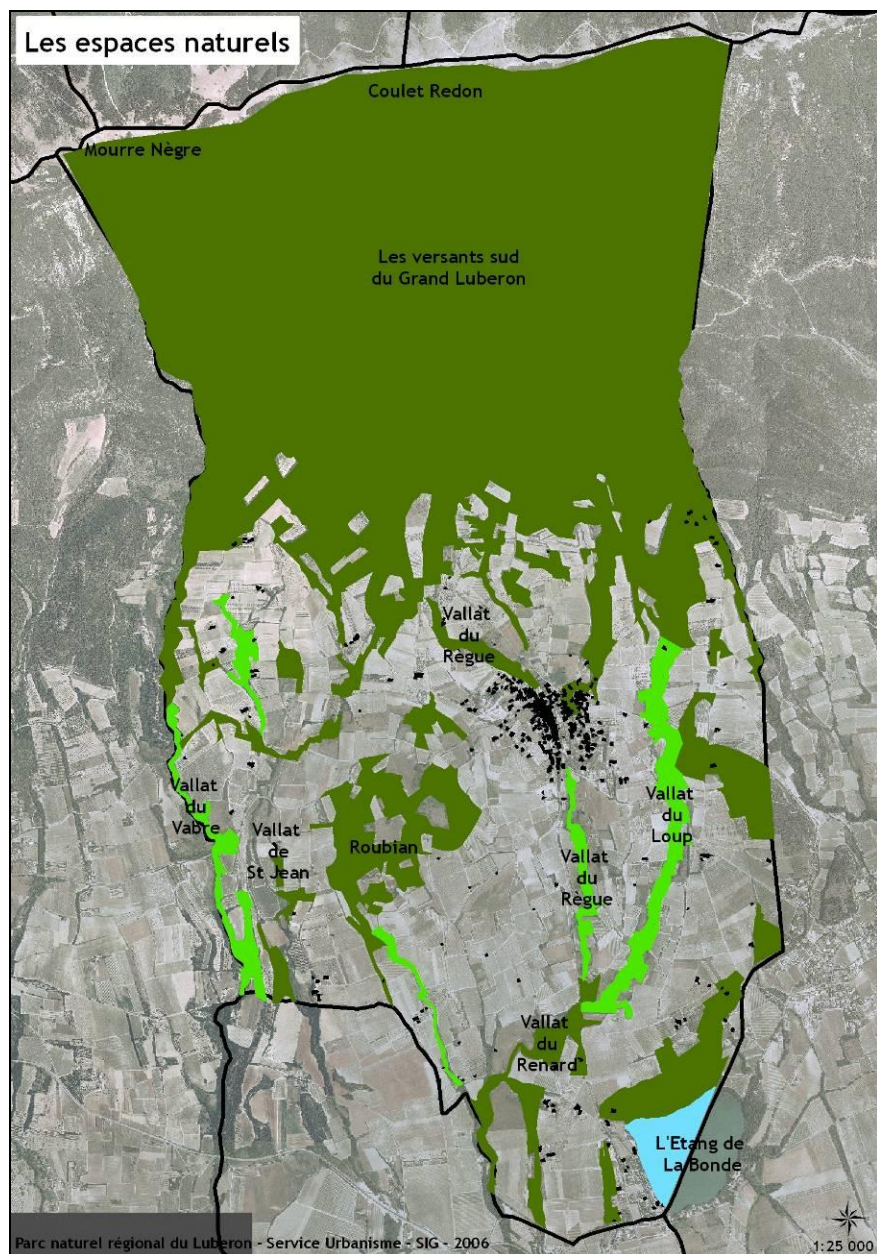 Les espaces naturels
Coulet Redon
Mourre Nègre
Les versants sud
du Grand Luberon
Vallat
du
Règue
Vallat
du
Vabre
Vallat
de
St Jean
Roubian
Vallat
du
Règue
Vallat
du
Loup
Vallat
du
Renard
L'Etang de
La Bonde
Parc naturel régional du Luberon - Service Urbanisme - SIG - 2006
1:25 000